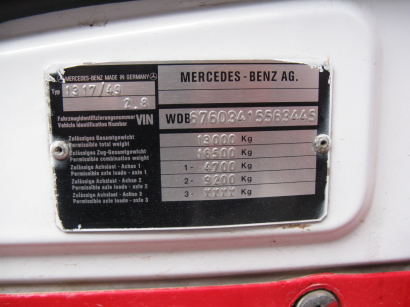 MERCEDES-BENZ MADE IN GERMANY
MERCEDES-BENZ AG.
Typ 1317/49
2.8
Fahrzeugidentifizierungsnummer
Vehicle Identification Number VIN WDB67603415563445
Zulässiges Gesamtgewicht
Permissible total weight 13000 Kg
Zulässiges Zug-Gesamtgewicht
Permissible combination weight 16500 Kg
Zulässige Achslast - Achse 1 1- 4700 Kg
Permissible axle loads - axle 1
Zulässige Achslast - Achse 2 2- 9200 Kg
Permissible axle loads - axle 2
Zulässige Achslast - Achse 3 3- XXXX Kg
Permissible axle loads - axle 3